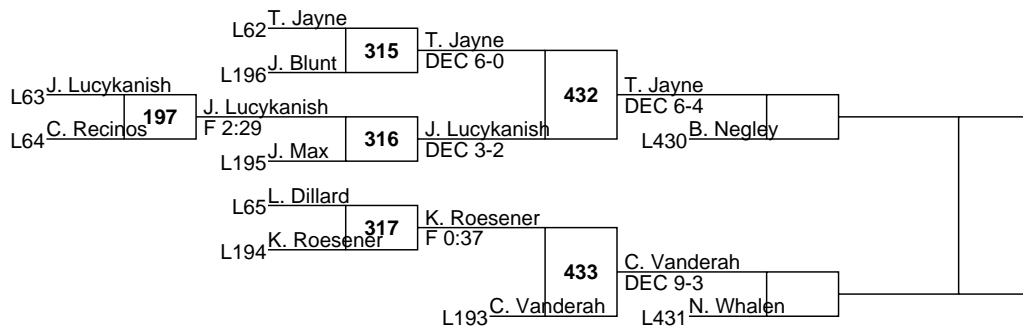 L62 T. Jayne
315
T. Jayne
DEC 6-0
L196 J. Blunt
L63 J. Lucykanish
197
J. Lucykanish
F 2:29
L64 C. Recinos
432
T. Jayne
DEC 6-4
316
J. Lucykanish
DEC 3-2
L195 J. Max
L430 B. Negley
L65 L. Dillard
317
K. Roesener
F 0:37
L194 K. Roesener
433
C. Vanderah
DEC 9-3
L193 C. Vanderah
L431 N. Whalen